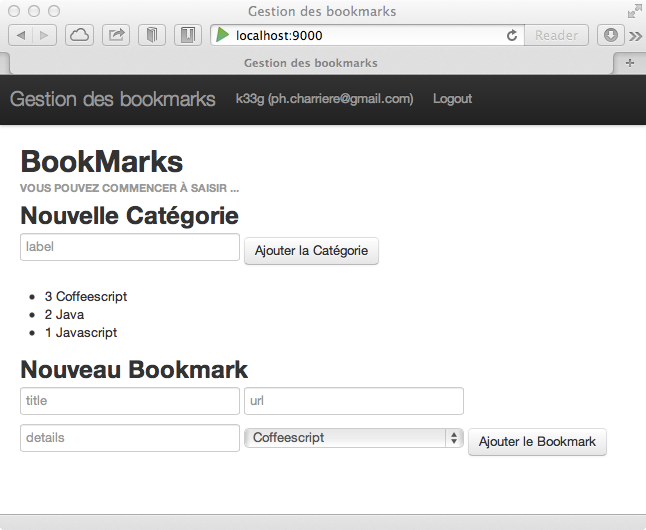 Gestion des bookmarks
localhost:9000
Reader
Gestion des bookmarks
Gestion des bookmarks k33g (ph.charriere@gmail.com) Logout
BookMarks
VOUS POUVEZ COMMENCER À SAISIR ...
Nouvelle Catégorie
label Ajouter la Catégorie
3 Coffeescript
2 Java
1 Javascript
Nouveau Bookmark
title url
details Coffeescript Ajouter le Bookmark